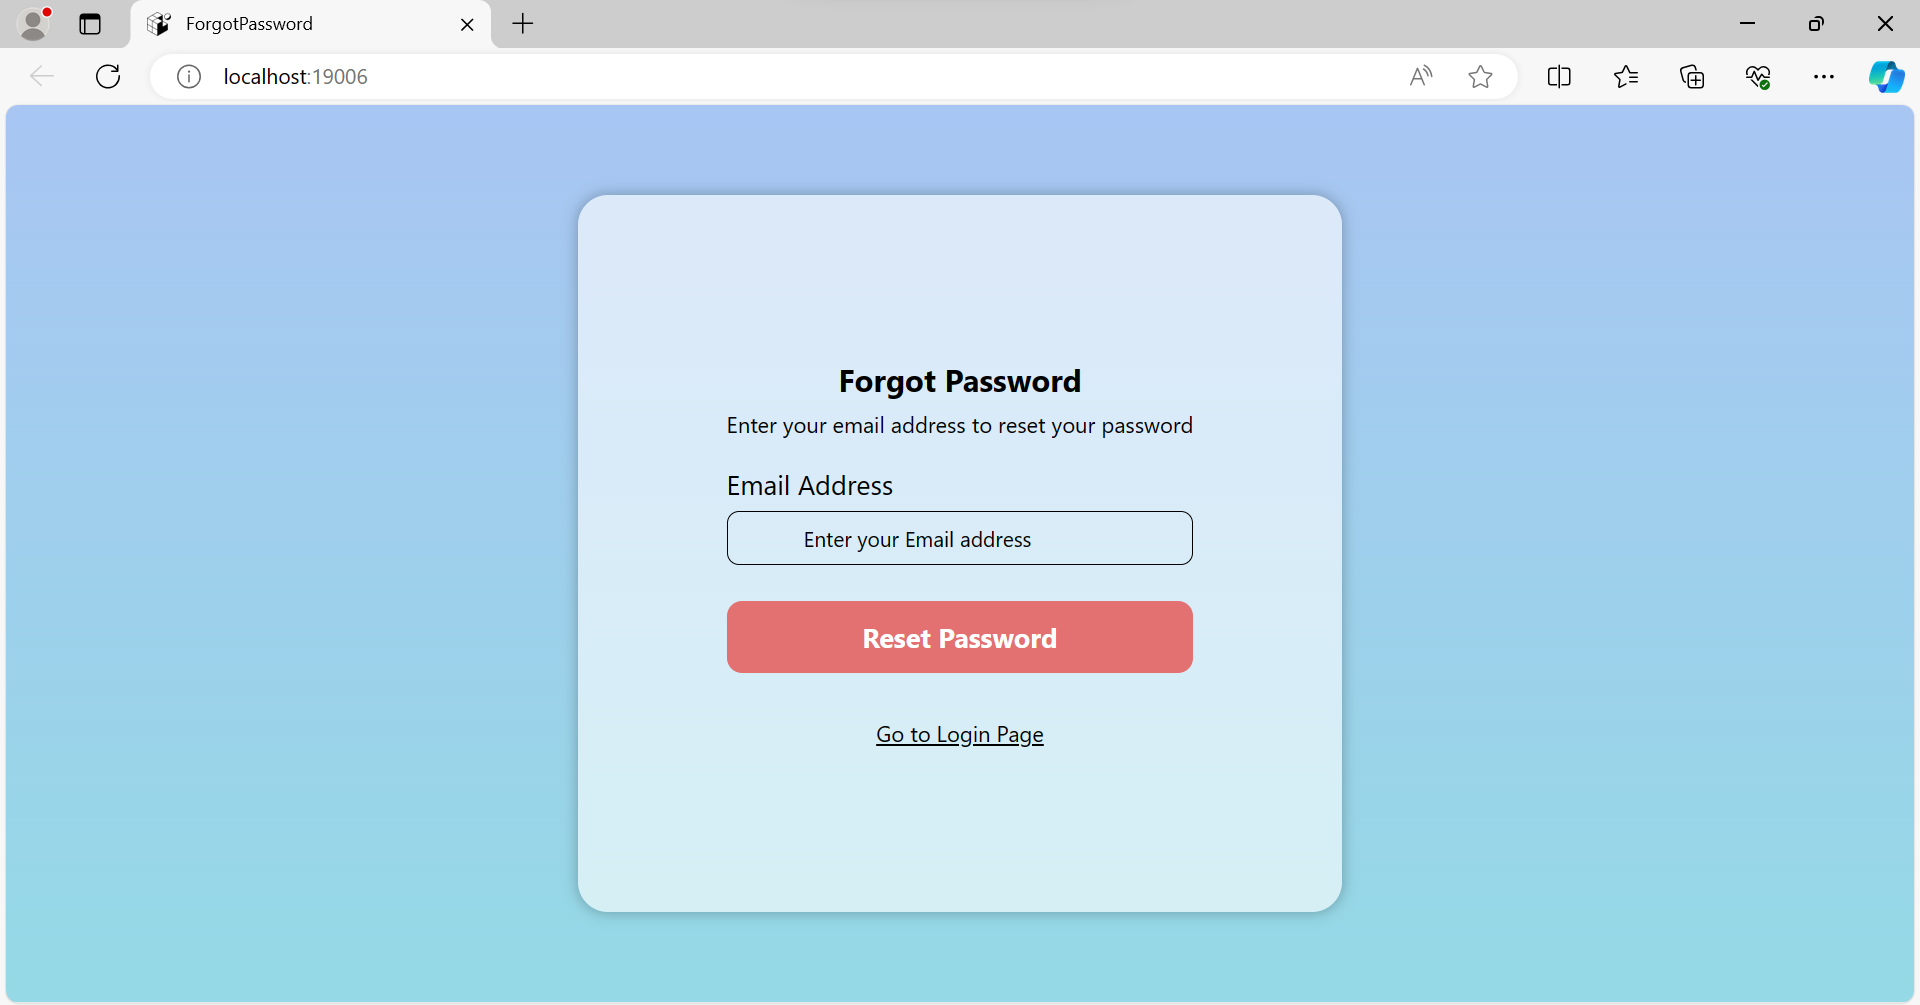 ForgotPassword
localhost:19006
Forgot Password
Enter your email address to reset your password
Email Address
Enter your Email address
Reset Password
Go to Login Page